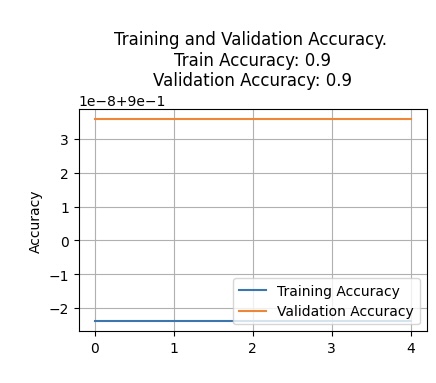 Training and Validation Accuracy.
Train Accuracy: 0.9
Validation Accuracy: 0.9
1e−8+9e−1
3
2
1
0
−1
−2
Accuracy
Training Accuracy
Validation Accuracy
0 1 2 3 4